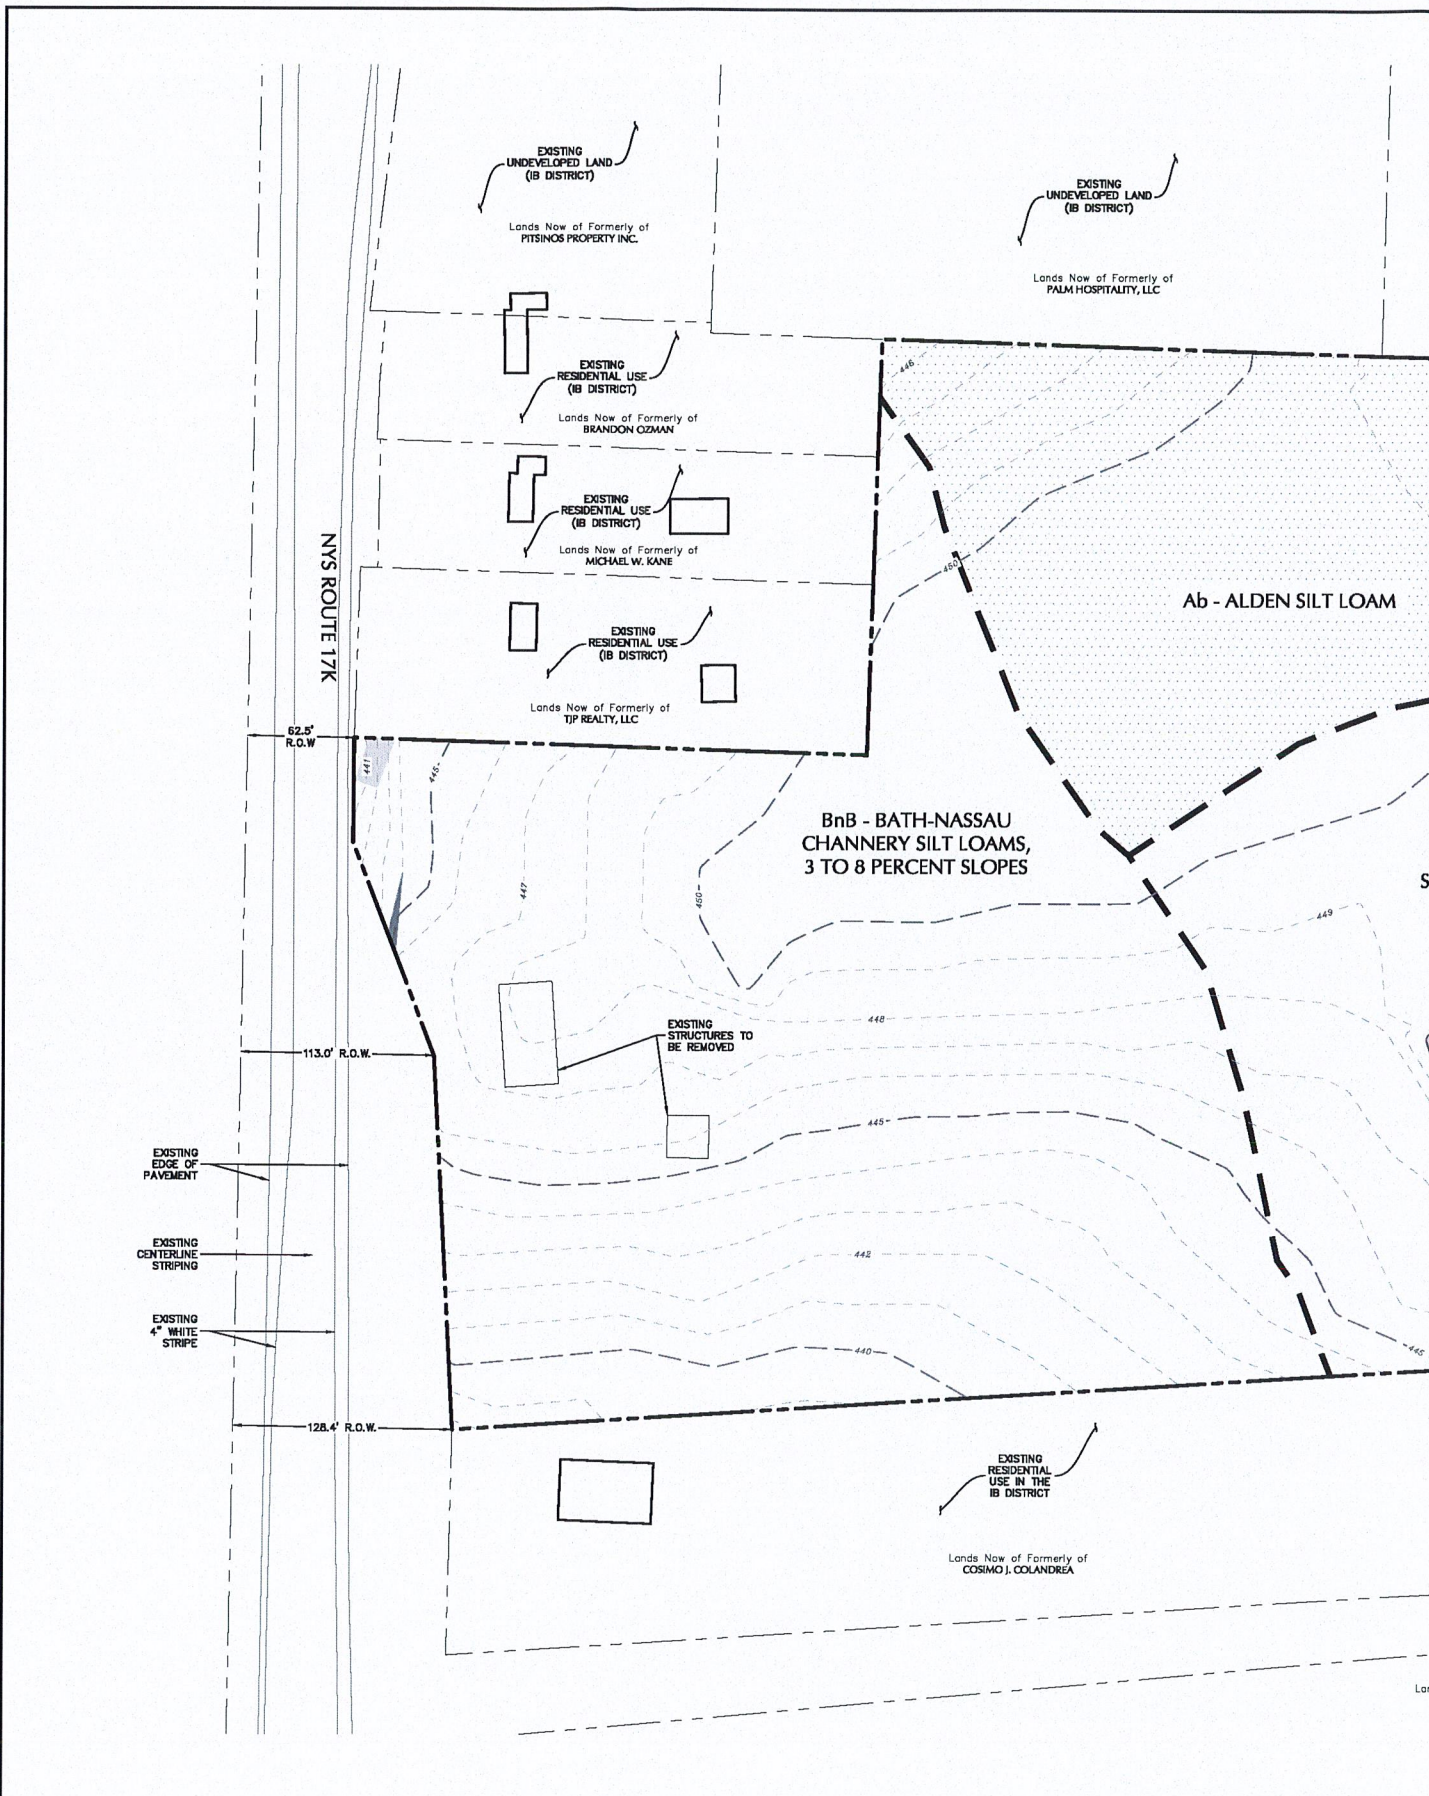 EXISTING
UNDEVELOPED LAND
(IB DISTRICT)
Lands Now of Formerly of
PITSINOS PROPERTY INC.
EXISTING
UNDEVELOPED LAND
(IB DISTRICT)
Lands Now of Formerly of
PALM HOSPITALITY, LLC
EXISTING
RESIDENTIAL USE
(IB DISTRICT)
Lands Now of Formerly of
BRANDON OZMAN
446
EXISTING
RESIDENTIAL USE
(IB DISTRICT)
Lands Now of Formerly of
MICHAEL W. KANE
450
NYS ROUTE 17K
Ab - ALDEN SILT LOAM
EXISTING
RESIDENTIAL USE
(IB DISTRICT)
Lands Now of Formerly of
TJP REALTY, LLC
62.5'
R.O.W
441
445
BnB - BATH-NASSAU
CHANNERY SILT LOAMS,
3 TO 8 PERCENT SLOPES
447
450
S
449
448
EXISTING
STRUCTURES TO
BE REMOVED
113.0' R.O.W.
445
EXISTING
EDGE OF
PAVEMENT
EXISTING
CENTERLINE
STRIPING
442
EXISTING
4" WHITE
STRIPE
440
445
128.4' R.O.W.
EXISTING
RESIDENTIAL
USE IN THE
IB DISTRICT
Lands Now of Formerly of
COSIMO J. COLANDREA
Lan